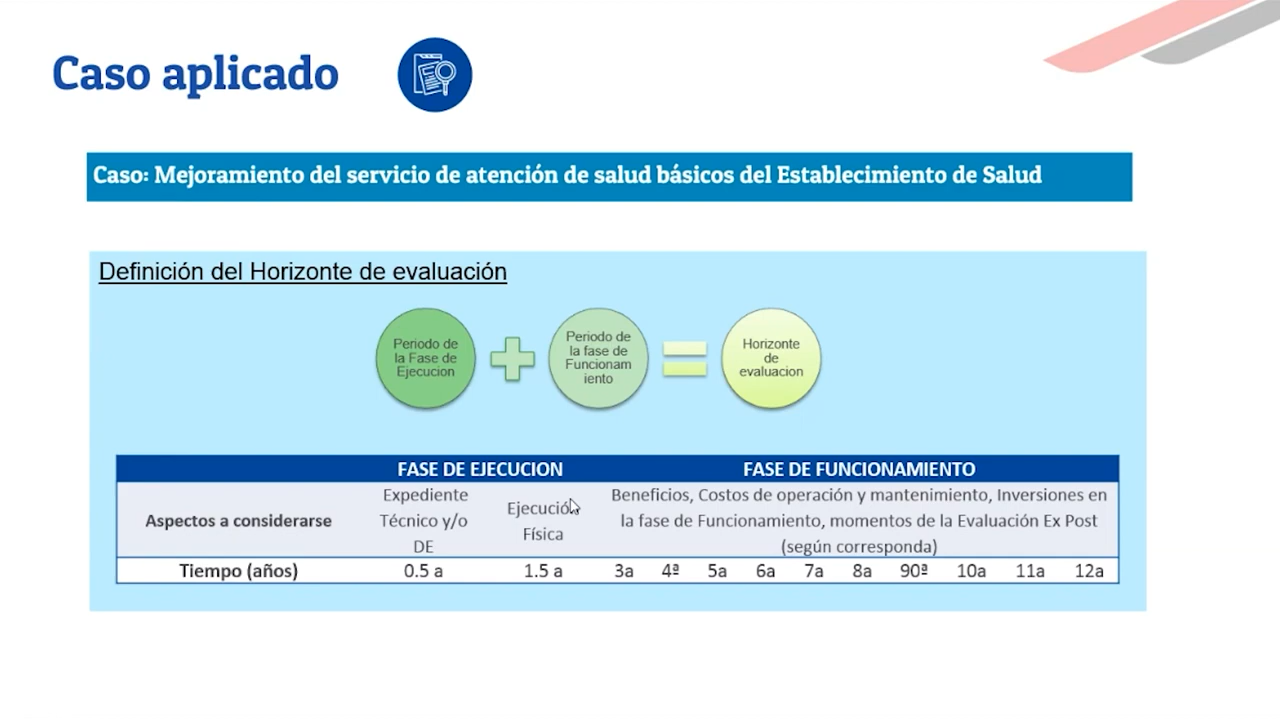 Caso aplicado
Caso: Mejoramiento del servicio de atención de salud básicos del Establecimiento de Salud
Definición del Horizonte de evaluación
Periodo de
la Fase de
Ejecucion
Periodo de
la fase de
Funcionam
iento
Horizonte
de
evaluacion
FASE DE EJECUCION FASE DE FUNCIONAMIENTO
Aspectos a considerarse
Expediente
Técnico y/o
DE
Ejecución
Física
Beneficios, Costos de operación y mantenimiento, Inversiones en
la fase de Funcionamiento, momentos de la Evaluación Ex Post
(según corresponda)
Tiempo (años) 0.5 a 1.5 a 3a 4ª 5a 6a 7a 8a 90ª 10a 11a 12a